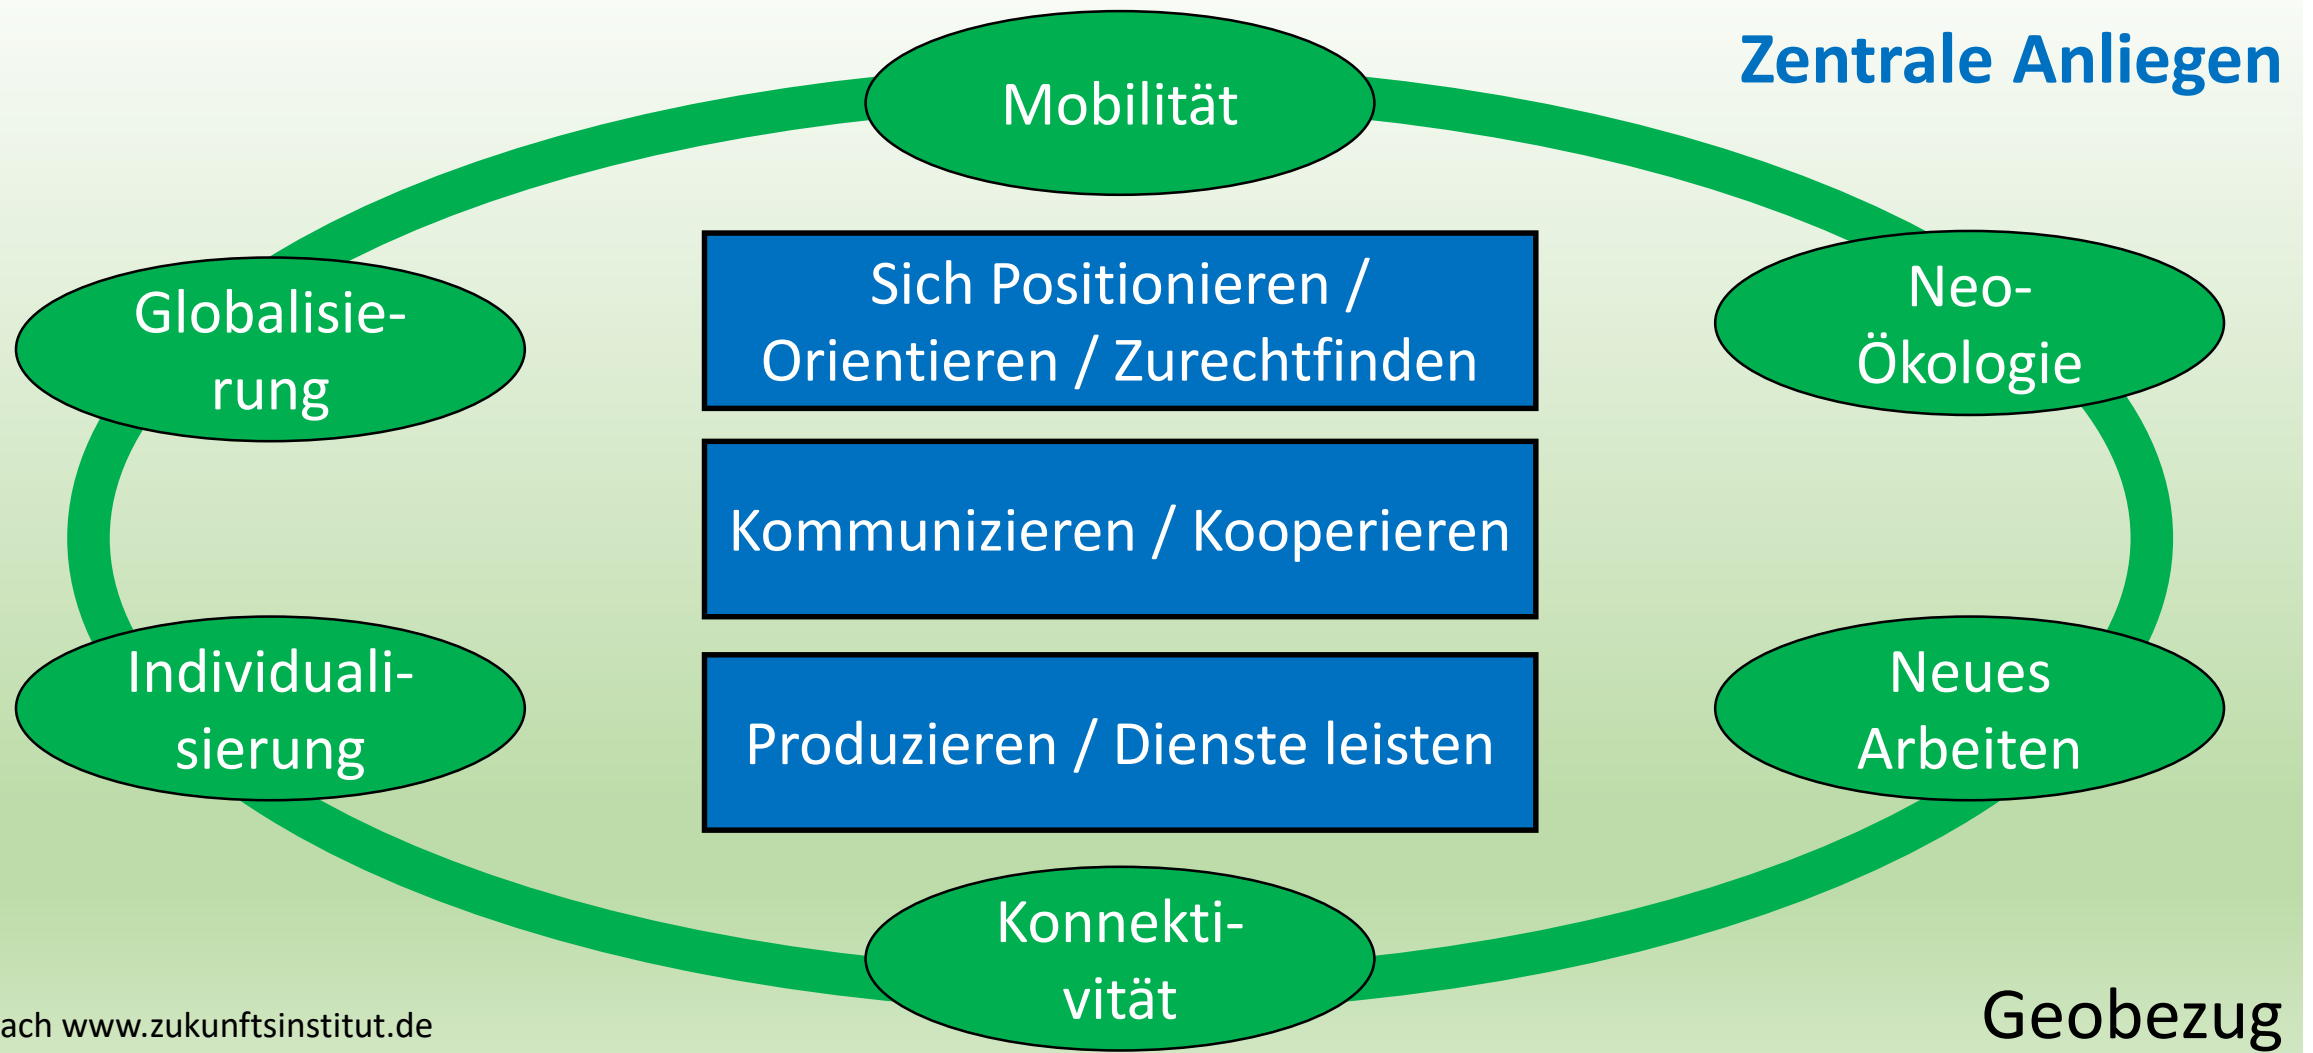 Zentrale Anliegen
Mobilität
Globalisie-
rung
Sich Positionieren /
Orientieren / Zurechtfinden
Neo-
Ökologie
Kommunizieren / Kooperieren
Individuali-
sierung
Produzieren / Dienste leisten
Neues
Arbeiten
Konnekti-
vität
ach www.zukunftsinstitut.de
Geobezug